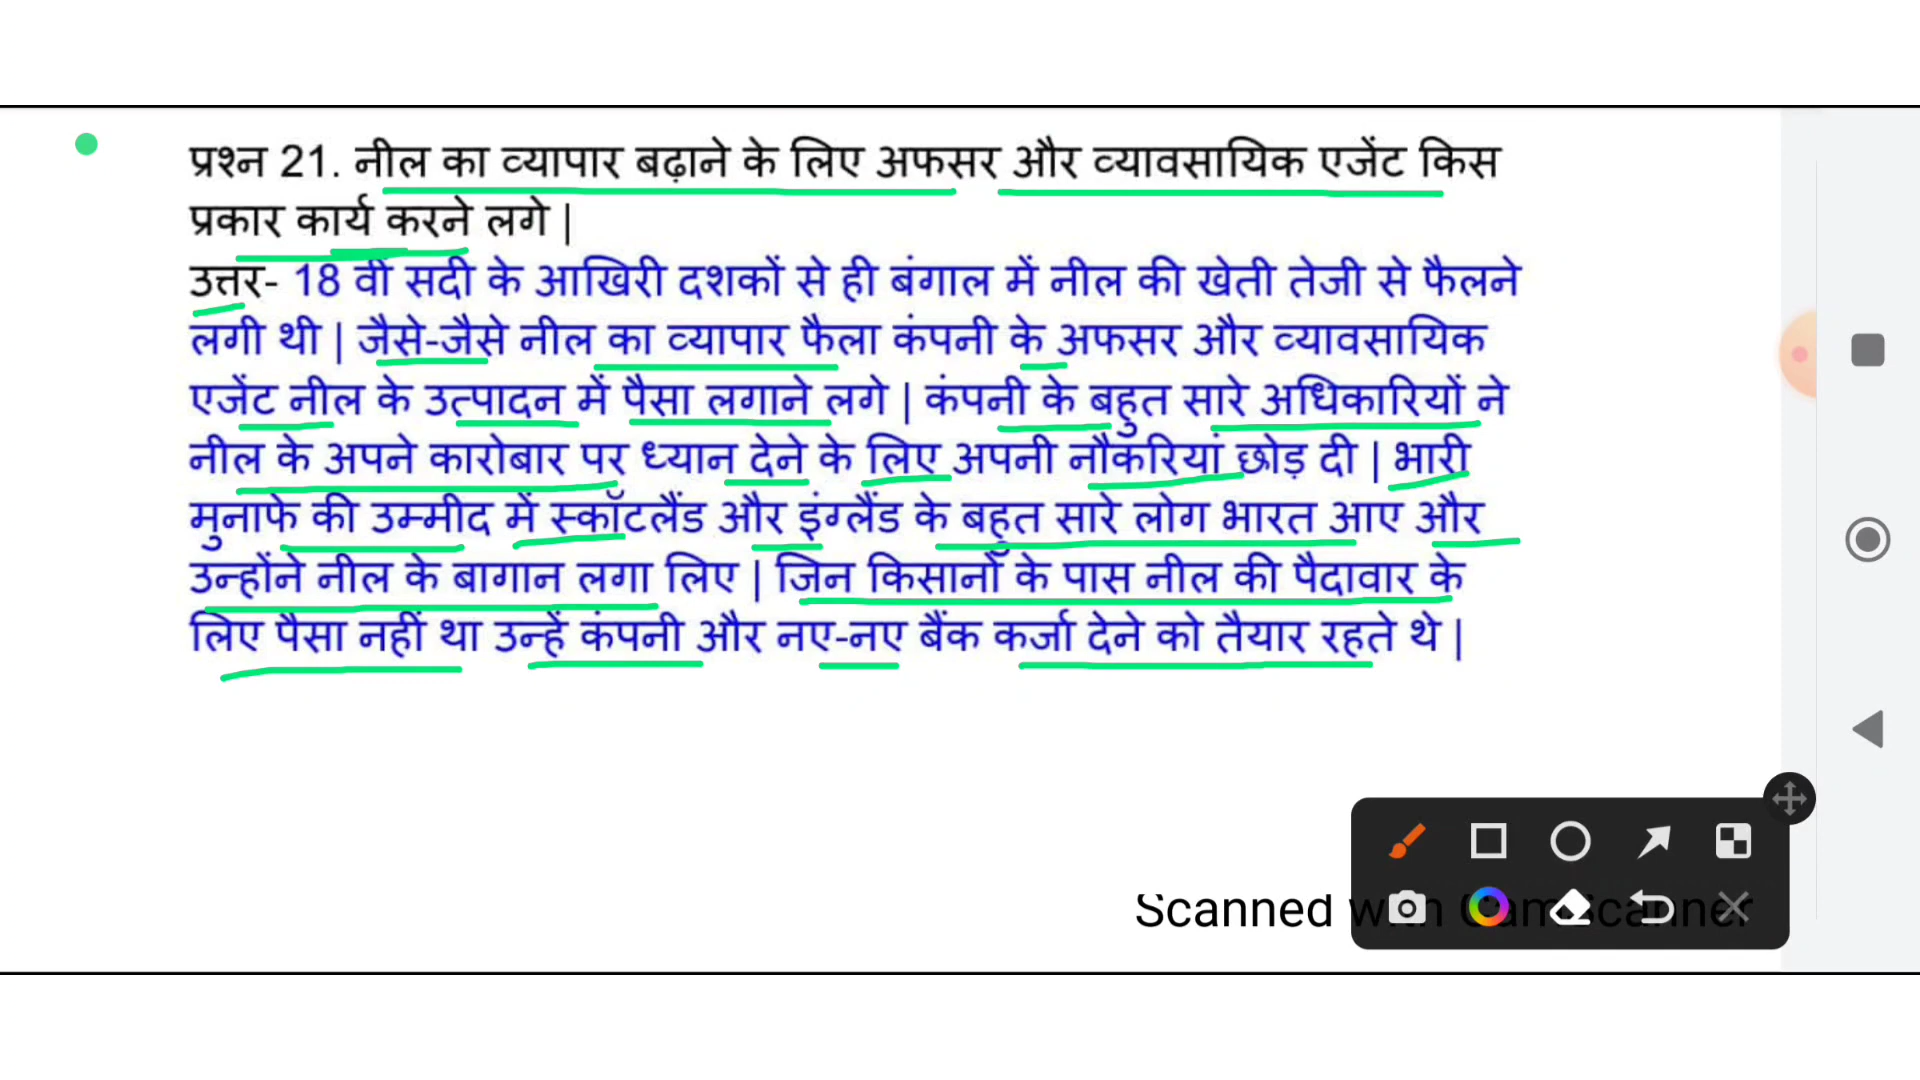 प्रश्न 21. नील का व्यापार बढ़ाने के लिए अफसर और व्यावसायिक एजेंट किस
प्रकार कार्य करने लगे |
उत्तर- 18 वी सदी के आखिरी दशकों से ही बंगाल में नील की खेती तेजी से फैलने
लगी थी | जैसे-जैसे नील का व्यापार फैला कंपनी के अफसर और व्यावसायिक
एजेंट नील के उत्पादन में पैसा लगाने लगे | कंपनी के बहुत सारे अधिकारियों ने
नील के अपने कारोबार पर ध्यान देने के लिए अपनी नौकरियां छोड़ दी | भारी
मुनाफे की उम्मीद में स्कॉटलैंड और इंग्लैंड के बहुत सारे लोग भारत आए और
उन्होंने नील के बागान लगा लिए | जिन किसानों के पास नील की पैदावार के
लिए पैसा नहीं था उन्हें कंपनी और नए-नए बैंक कर्जा देने को तैयार रहते थे |
Scanned with CamScanner